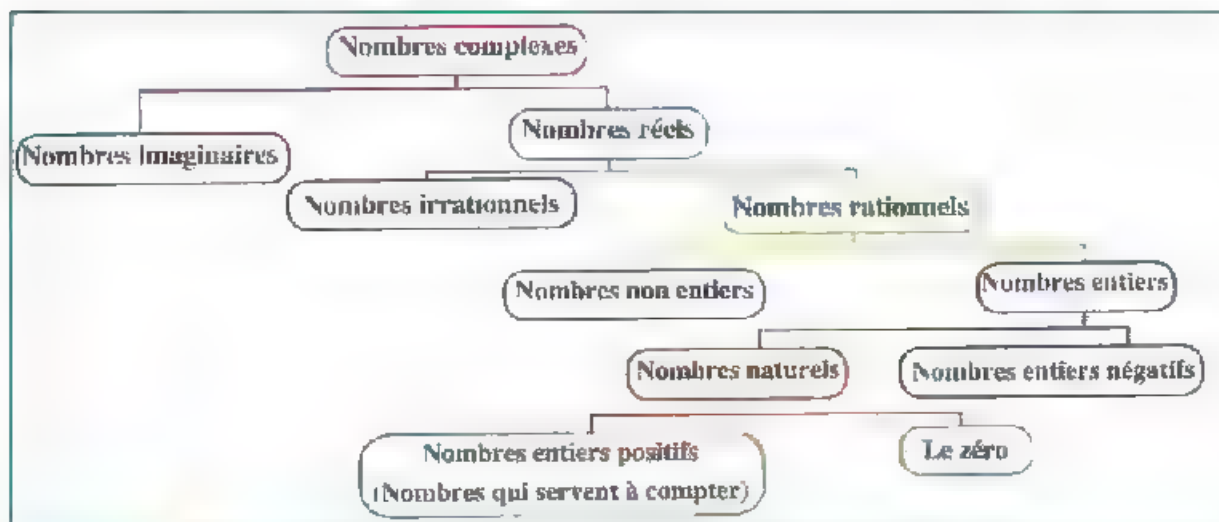 Nombres complexes
Nombres réels
Nombres Imaginaires
Nombres irrationnels
Nombres rationnels
Nombres non entiers
Nombres entiers
Nombres naturels
Nombres entiers négatifs
Nombres entiers positifs
(Nombres qui servent à compter)
Le zéro